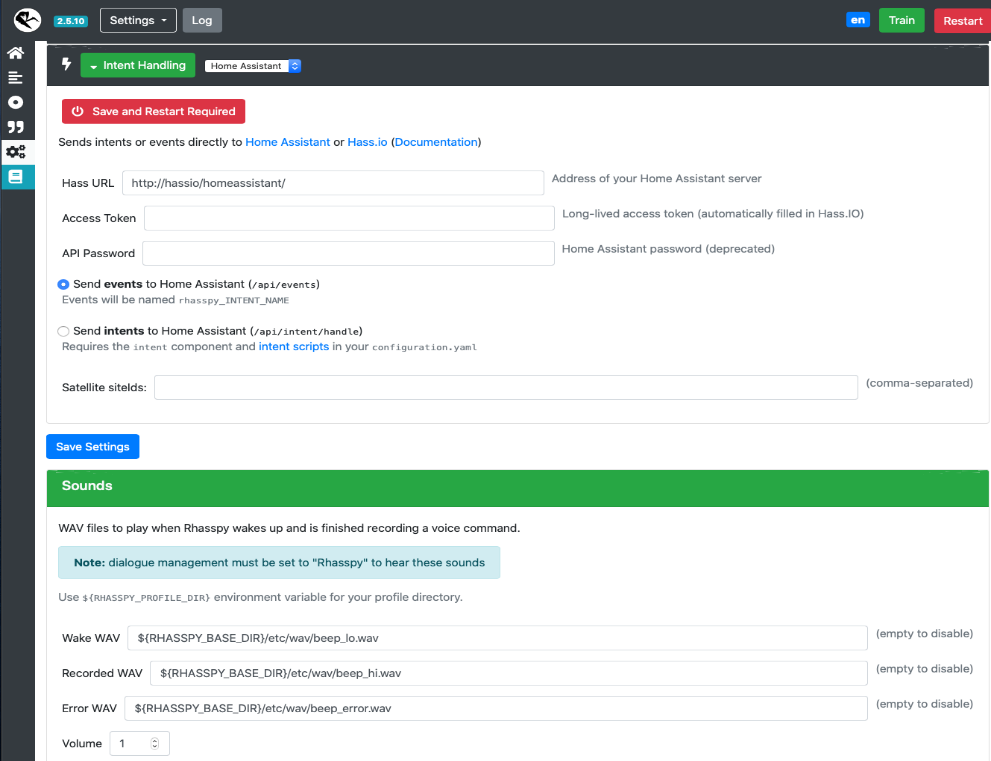 2.5.10 Settings Log en Train Restart
Intent Handling Home Assistant
Save and Restart Required
Sends intents or events directly to Home Assistant or Hass.io (Documentation)
Hass URL http://hassio/homeassistant/ Address of your Home Assistant server
Access Token Long-lived access token (automatically filled in Hass.IO)
API Password Home Assistant password (deprecated)
Send events to Home Assistant (/api/events)
Events will be named rhasspy_INTENT_NAME
Send intents to Home Assistant (/api/intent/handle)
Requires the intent component and intent scripts in your configuration.yaml
Satellite siteIds: (comma-separated)
Save Settings
Sounds
WAV files to play when Rhasspy wakes up and is finished recording a voice command.
Note: dialogue management must be set to "Rhasspy" to hear these sounds
Use ${RHASSPY_PROFILE_DIR} environment variable for your profile directory.
Wake WAV ${RHASSPY_BASE_DIR}/etc/wav/beep_lo.wav (empty to disable)
Recorded WAV ${RHASSPY_BASE_DIR}/etc/wav/beep_hi.wav (empty to disable)
Error WAV ${RHASSPY_BASE_DIR}/etc/wav/beep_error.wav (empty to disable)
Volume 1